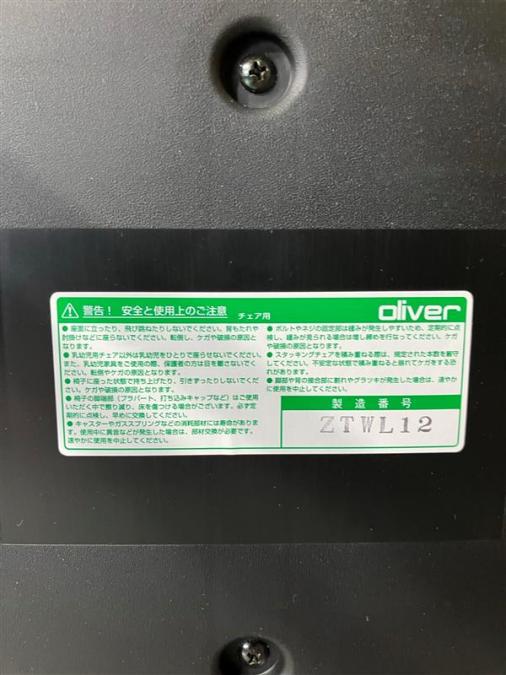 警告! 安全と使用上のご注意 チェア用
oliver
●座面に立ったり、飛び跳ねたりしないでください。背もたれや
肘掛けなどに座らないでください。転倒し、ケガや破損の原因
となります。
●乳幼児用チェア以外は乳幼児をひとりで座らせないでください。
また、乳幼児家具をご使用の際、保護者の方は目を離さないで
ください。転倒やケガの原因となります。
●椅子に座った状態で持ち上げたり、引きずったりしないでくだ
さい。ケガや破損の原因となります。
●椅子の脚端部(プラパート、打ち込みキャップなど)はご使用
いただく中で擦り減り、床を傷つける場合がございます。必ず定
期的に点検し、早めに交換してください。
●キャスターやガススプリングなどの消耗部材には寿命がありま
す。使用中に異音などが発生した場合は、部材交換が必要です。
速やかに使用を中止してください。
●ボルトやネジの固定部は緩みが発生しやすいため、定期的に点
検し、緩みが見られる場合は増し締めを行なってください。ケガ
や破損の原因となります。
●スタッキングチェアを積み重ねる際は、規定された本数を厳守
してください。不安定な状態で積み重ねると崩れてケガをする恐
れがあります。
●脚部や背の接合部に割れやグラツキが発生した場合は、速やか
に使用を中止してください。
製造番号
ZTWL12